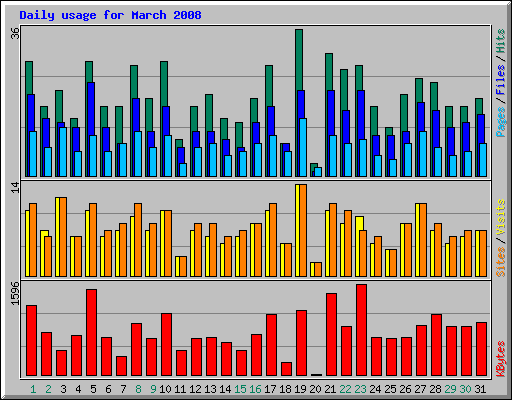 Daily usage for March 2008
36
Pages / Files / Hits
14
Sites / Visits
1596
KBytes
1 2 3 4 5 6 7 8 9 10 11 12 13 14 15 16 17 18 19 20 21 22 23 24 25 26 27 28 29 30 31